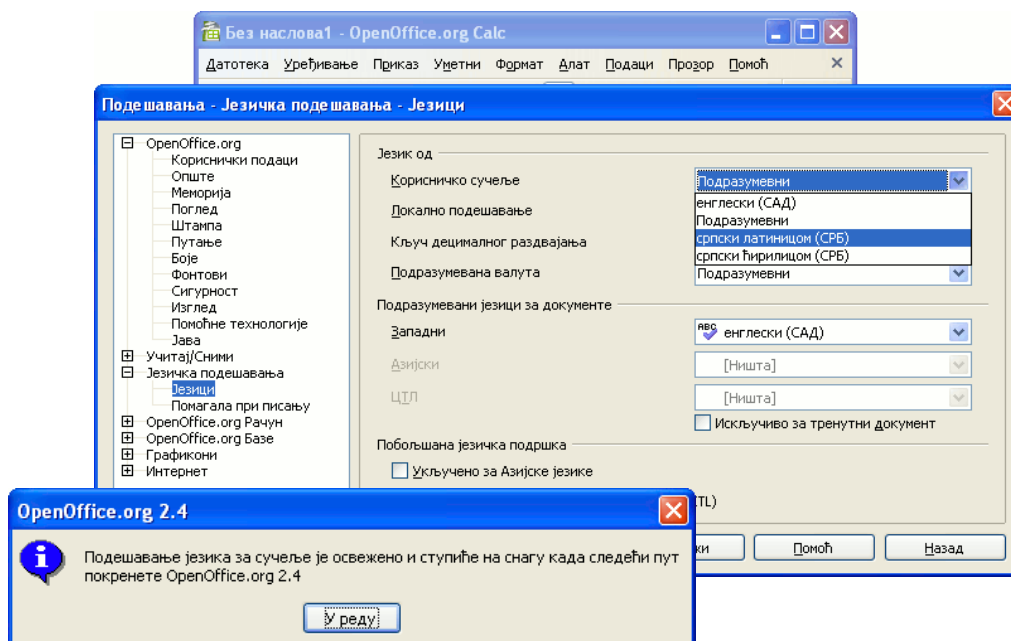 Без наслова1 - OpenOffice.org Calc
Датотека Уређивање Приказ Уметни Формат Алат Подаци Прозор Помоћ
Подешавања - Језичка подешавања - Језици
OpenOffice.org
Кориснички подаци
Опште
Меморија
Поглед
Штампа
Путање
Боје
Фонтови
Сигурност
Изглед
Помоћне технологије
Јава
Учитај/Сними
Језичка подешавања
Језици
Помагала при писању
OpenOffice.org Рачун
OpenOffice.org Базе
Графикони
Интернет
Језик од
Корисничко сучеље
Подразумевни
енглески (САД)
Подразумевни
српски латиницом (СРБ)
српски ћирилицом (СРБ)
Локално подешавање
Кључ децималног раздвајања
Подразумевана валута
Подразумевни
Подразумевани језици за документе
Западни
ABC енглески (САД)
Азијски
[Ништа]
ЦТЛ
[Ништа]
Искључиво за тренутни документ
Побољшана језичка подршка
Укључено за Азијске језике
TL)
ки Помоћ Назад
OpenOffice.org 2.4
Подешавање језика за сучеље је освежено и ступиће на снагу када следећи пут
покренете OpenOffice.org 2.4
У реду